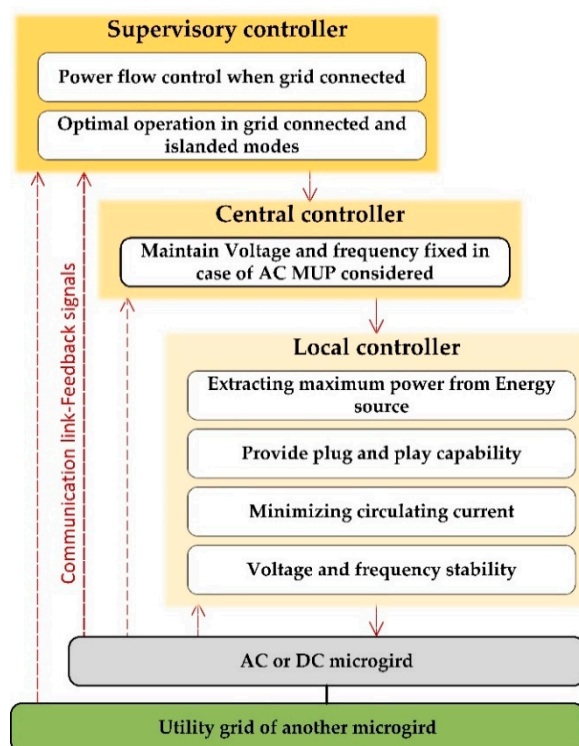 Supervisory controller
Power flow control when grid connected
Optimal operation in grid connected and
islanded modes
Central controller
Maintain Voltage and frequency fixed in
case of AC MUP considered
Local controller
Extracting maximum power from Energy
source
Provide plug and play capability
Minimizing circulating current
Voltage and frequency stability
Communication link-Feedback signals
AC or DC microgird
Utility grid of another microgird